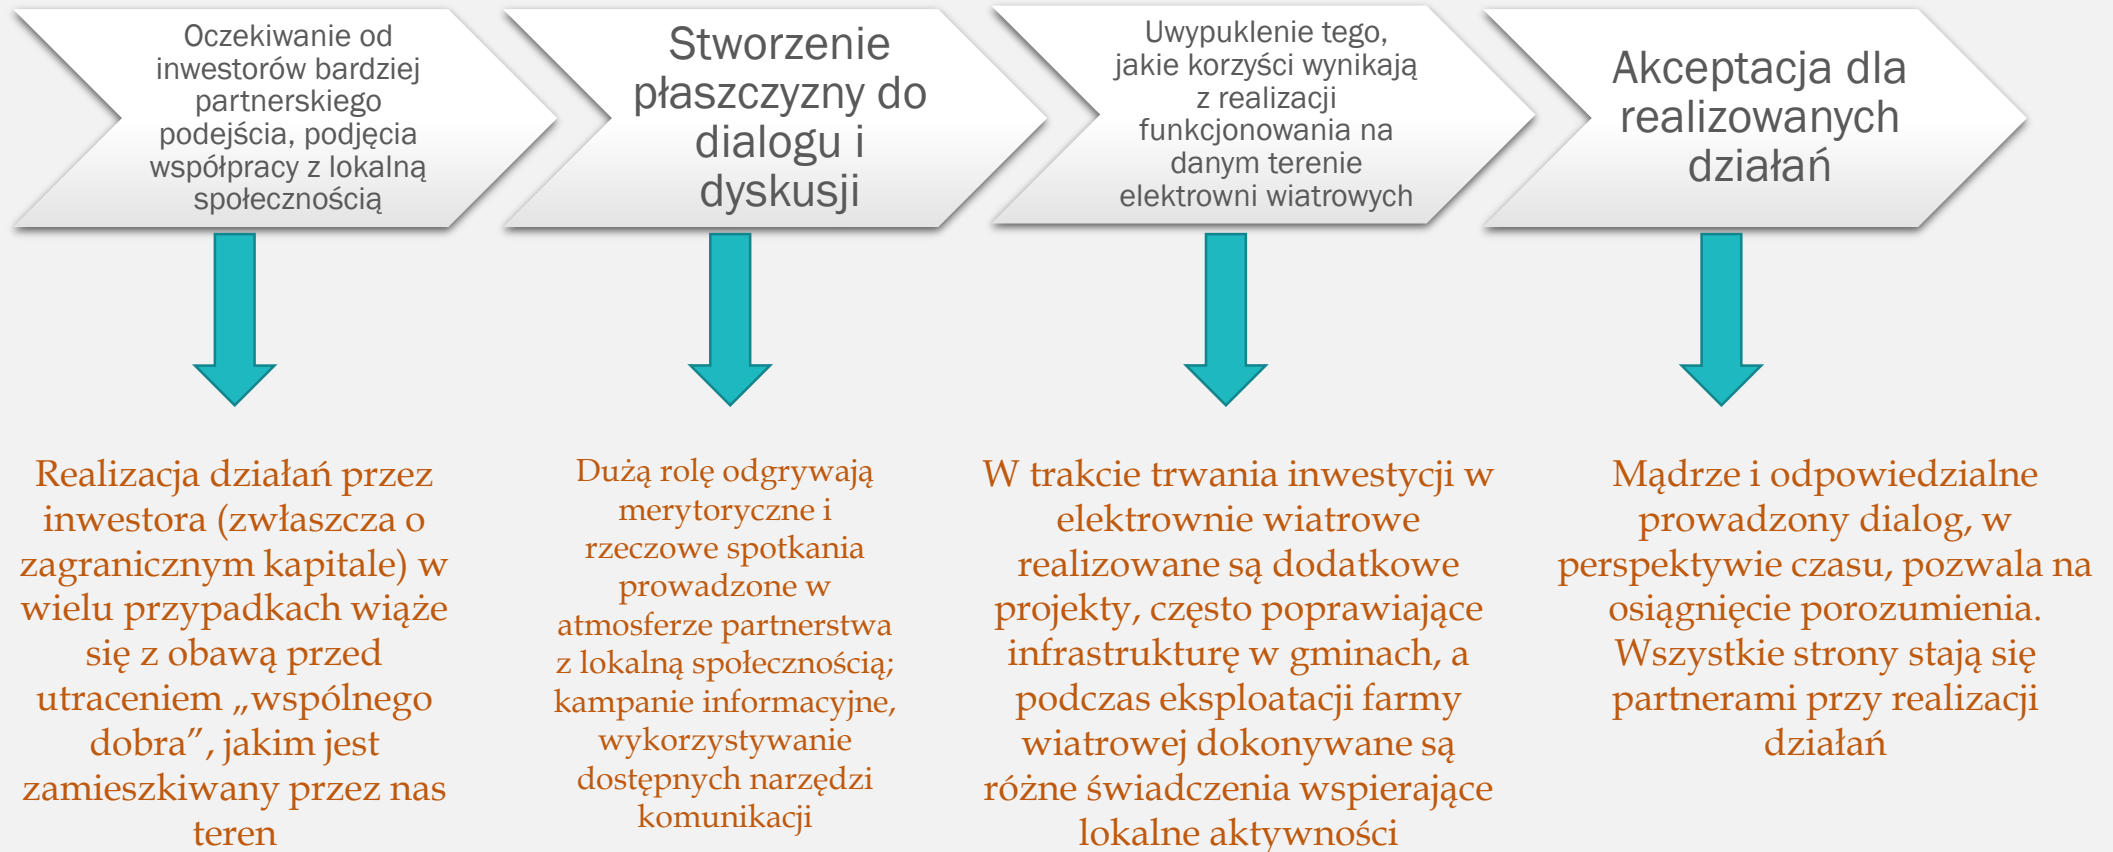 Oczekiwanie od
inwestorów bardziej
partnerskiego
podejścia, podjęcia
współpracy z lokalną
społecznością
Stworzenie
płaszczyzny do
dialogu i
dyskusji
Uwypuklenie tego,
jakie korzyści wynikają
z realizacji
funkcjonowania na
danym terenie
elektrowni wiatrowych
Akceptacja dla
realizowanych
działań
Realizacja działań przez
inwestora (zwłaszcza o
zagranicznym kapitale) w
wielu przypadkach wiąże
się z obawą przed
utraceniem „wspólnego
dobra”, jakim jest
zamieszkiwany przez nas
teren
Dużą rolę odgrywają
merytoryczne i
rzeczowe spotkania
prowadzone w
atmosferze partnerstwa
z lokalną społecznością;
kampanie informacyjne,
wykorzystywanie
dostępnych narzędzi
komunikacji
W trakcie trwania inwestycji w
elektrownie wiatrowe
realizowane są dodatkowe
projekty, często poprawiające
infrastrukturę w gminach, a
podczas eksploatacji farmy
wiatrowej dokonywane są
różne świadczenia wspierające
lokalne aktywności
Mądrze i odpowiedzialne
prowadzony dialog, w
perspektywie czasu, pozwala na
osiągnięcie porozumienia.
Wszystkie strony stają się
partnerami przy realizacji
działań